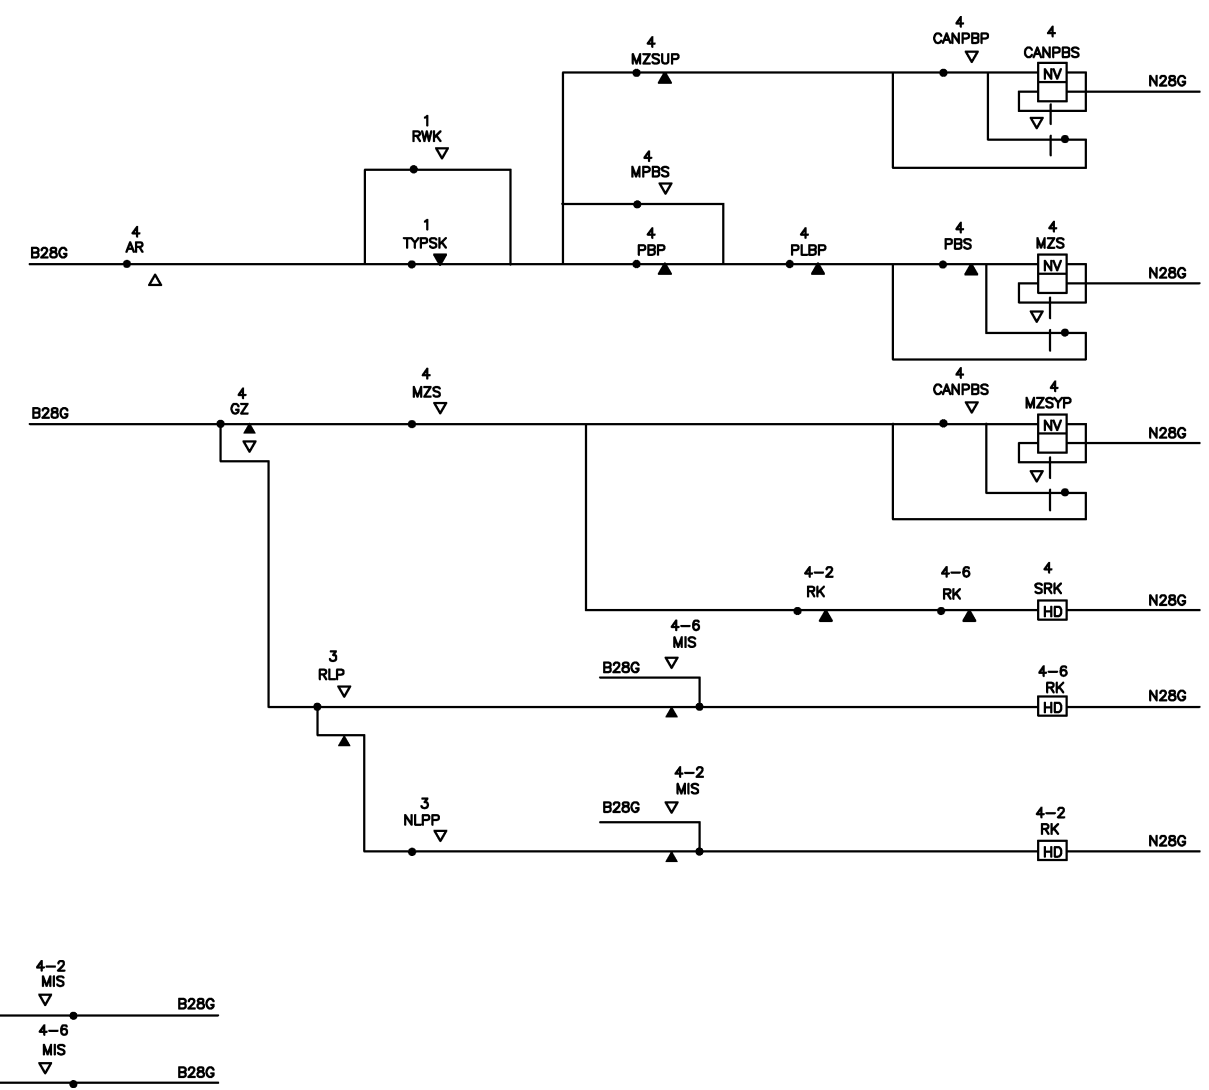 4
CANPBP
4
CANPBS
NV
N28G
4
MZSUP
1
RWK
4
MPBS
B28G
4
AR
1
TYPSK
4
PBP
4
PLBP
4
PBS
4
MZS
NV
N28G
B28G
4
GZ
4
MZS
4
CANPBS
4
MZSYP
NV
N28G
4-2
RK
4-6
RK
4
SRK
HD
N28G
3
RLP
4-6
MIS
B28G
4-6
RK
HD
N28G
3
NLPP
4-2
MIS
B28G
4-2
RK
HD
N28G
4-2
MIS
B28G
4-6
MIS
B28G